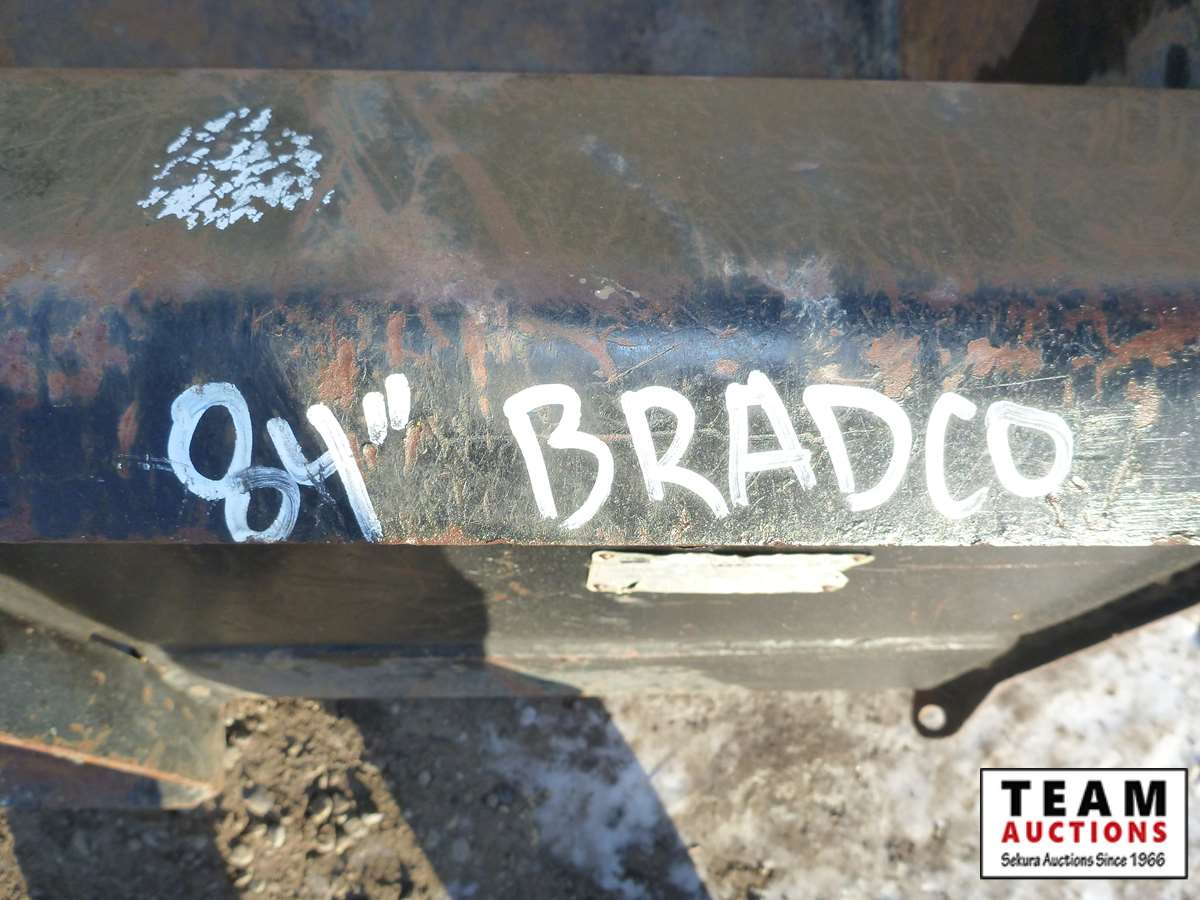 84" BRADCO
TEAM
AUCTIONS
Sekura Auctions Since 1966